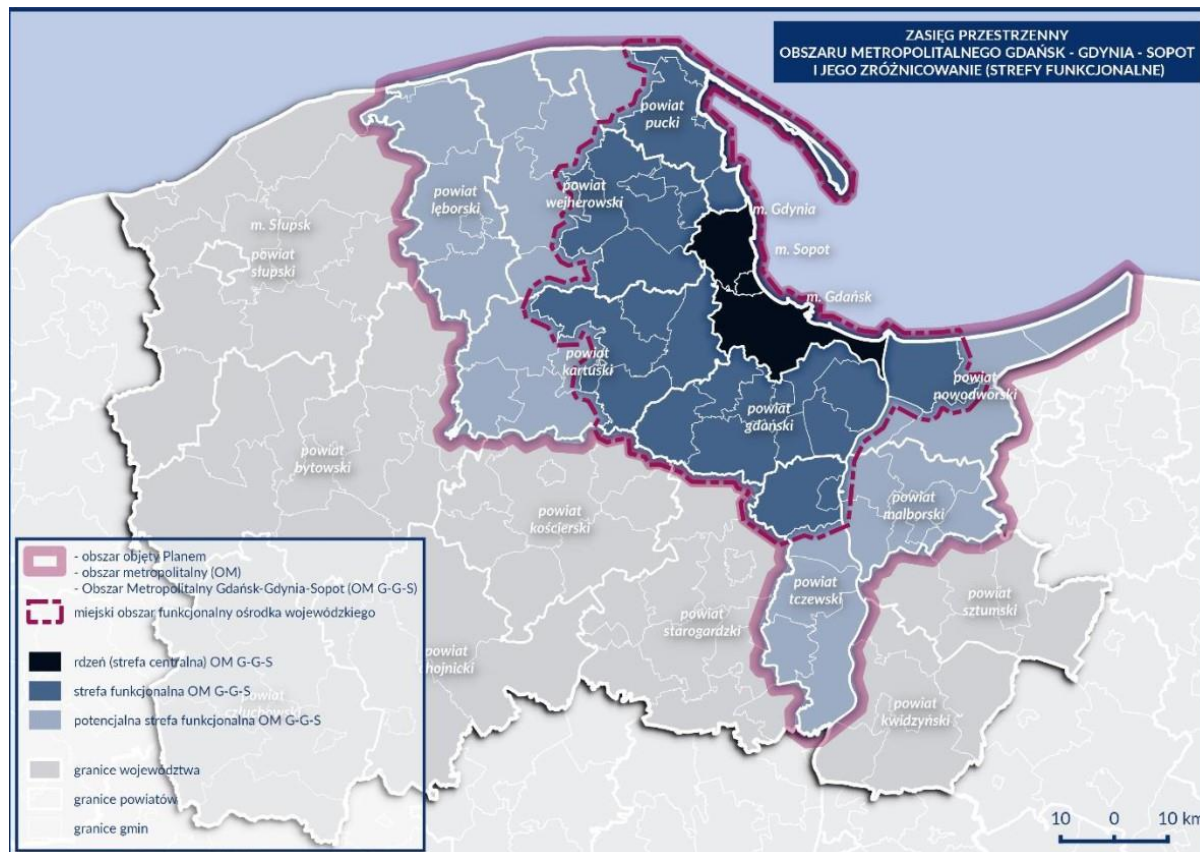 ZASIĘG PRZESTRZENNY
OBSZARU METROPOLITALNEGO GDAŃSK - GDYNIA - SOPOT
I JEGO ZRÓŻNICOWANIE (STREFY FUNKCJONALNE)
powiat
pucki
powiat
lęborski
powiat
wejherowski
m. Gdynia
m. Słupsk
powiat
słupski
m. Sopot
m. Gdańsk
powiat
kartuski
powiat
nowodworski
powiat
gdański
powiat
bytowski
powiat
kościerski
powiat
malborski
powiat
tczewski
powiat
sztumski
powiat
starogardzki
powiat
chojnicki
powiat
człuchowski
powiat
kwidzyński
- obszar objęty Planem
- obszar metropolitalny (OM)
- Obszar Metropolitalny Gdańsk-Gdynia-Sopot (OM G-G-S)
miejski obszar funkcjonalny ośrodka wojewódzkiego
rdzeń (strefa centralna) OM G-G-S
strefa funkcjonalna OM G-G-S
potencjalna strefa funkcjonalna OM G-G-S
granice województwa
granice powiatów
granice gmin
10 0 10 km